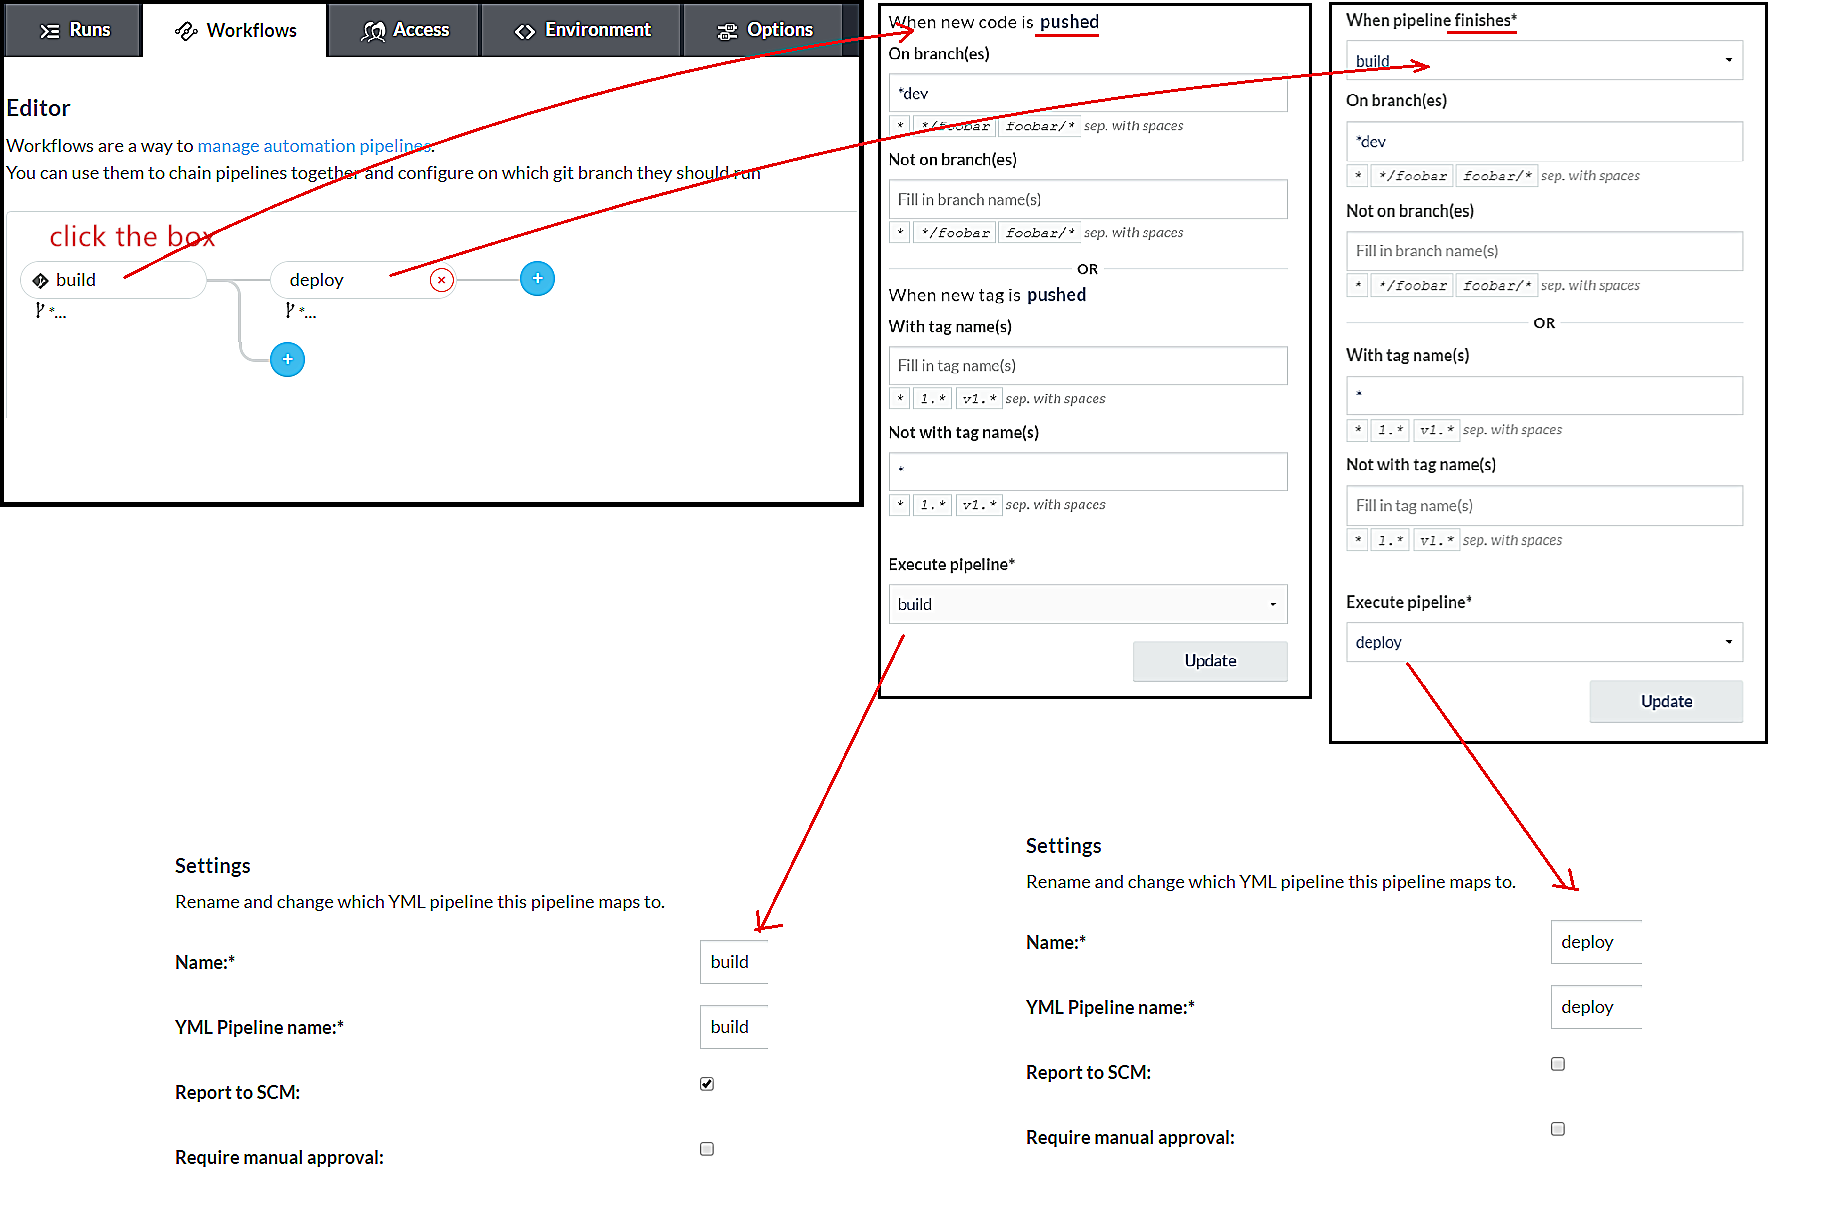 Runs
Workflows
Access
Environment
Options
Editor
Workflows are a way to manage automation pipelines.
You can use them to chain pipelines together and configure on which git branch they should run
click the box
build
deploy
*...
*...
When new code is pushed
On branch(es)
*dev
* */foobar foobar/* sep. with spaces
Not on branch(es)
Fill in branch name(s)
* */foobar foobar/* sep. with spaces
OR
When new tag is pushed
With tag name(s)
Fill in tag name(s)
* 1.* v1.* sep. with spaces
Not with tag name(s)
*
* 1.* v1.* sep. with spaces
Execute pipeline*
build
Update
When pipeline finishes*
build
On branch(es)
*dev
* */foobar foobar/* sep. with spaces
Not on branch(es)
Fill in branch name(s)
* */foobar foobar/* sep. with spaces
OR
With tag name(s)
*
* 1.* v1.* sep. with spaces
Not with tag name(s)
Fill in tag name(s)
* 1.* v1.* sep. with spaces
Execute pipeline*
deploy
Update
Settings
Rename and change which YML pipeline this pipeline maps to.
Name:* build
YML Pipeline name:* build
Report to SCM:
Require manual approval:
Settings
Rename and change which YML pipeline this pipeline maps to.
Name:* deploy
YML Pipeline name:* deploy
Report to SCM:
Require manual approval: